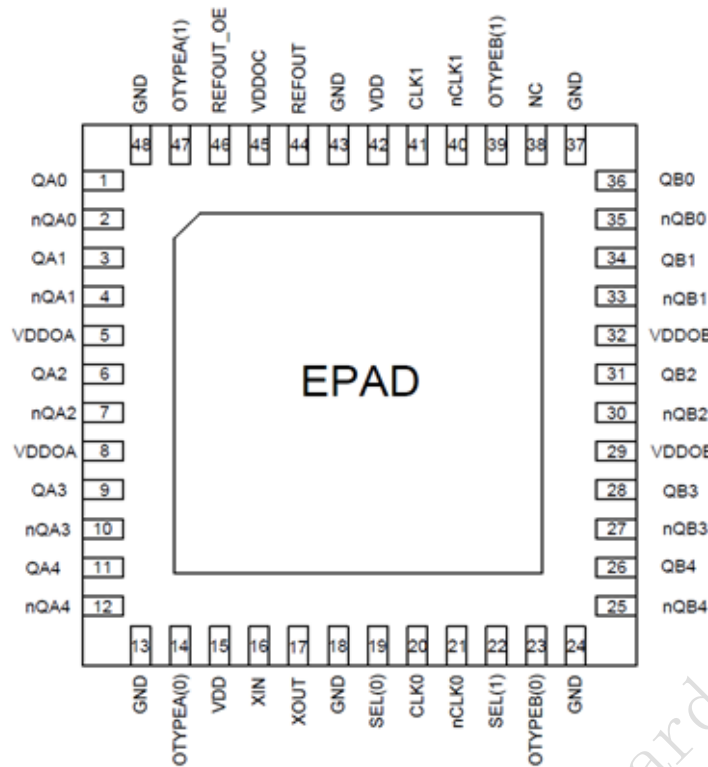 GND OTYPEA(1) REFOUT_OE VDDOC REFOUT GND VDD CLK1 nCLK1 OTYPEB(1) NC GND
48 47 46 45 44 43 42 41 40 39 38 37
QA0 1 36 QB0
nQA0 2 35 nQB0
QA1 3 34 QB1
nQA1 4 33 nQB1
VDDOA 5 32 VDDOB
QA2 6 31 QB2
EPAD
nQA2 7 30 nQB2
VDDOA 8 29 VDDOB
QA3 9 28 QB3
nQA3 10 27 nQB3
QA4 11 26 QB4
nQA4 12 25 nQB4
13 14 15 16 17 18 19 20 21 22 23 24
GND OTYPEA(0) VDD XIN XOUT GND SEL(0) CLK0 nCLK0 SEL(1) OTYPEB(0) GND